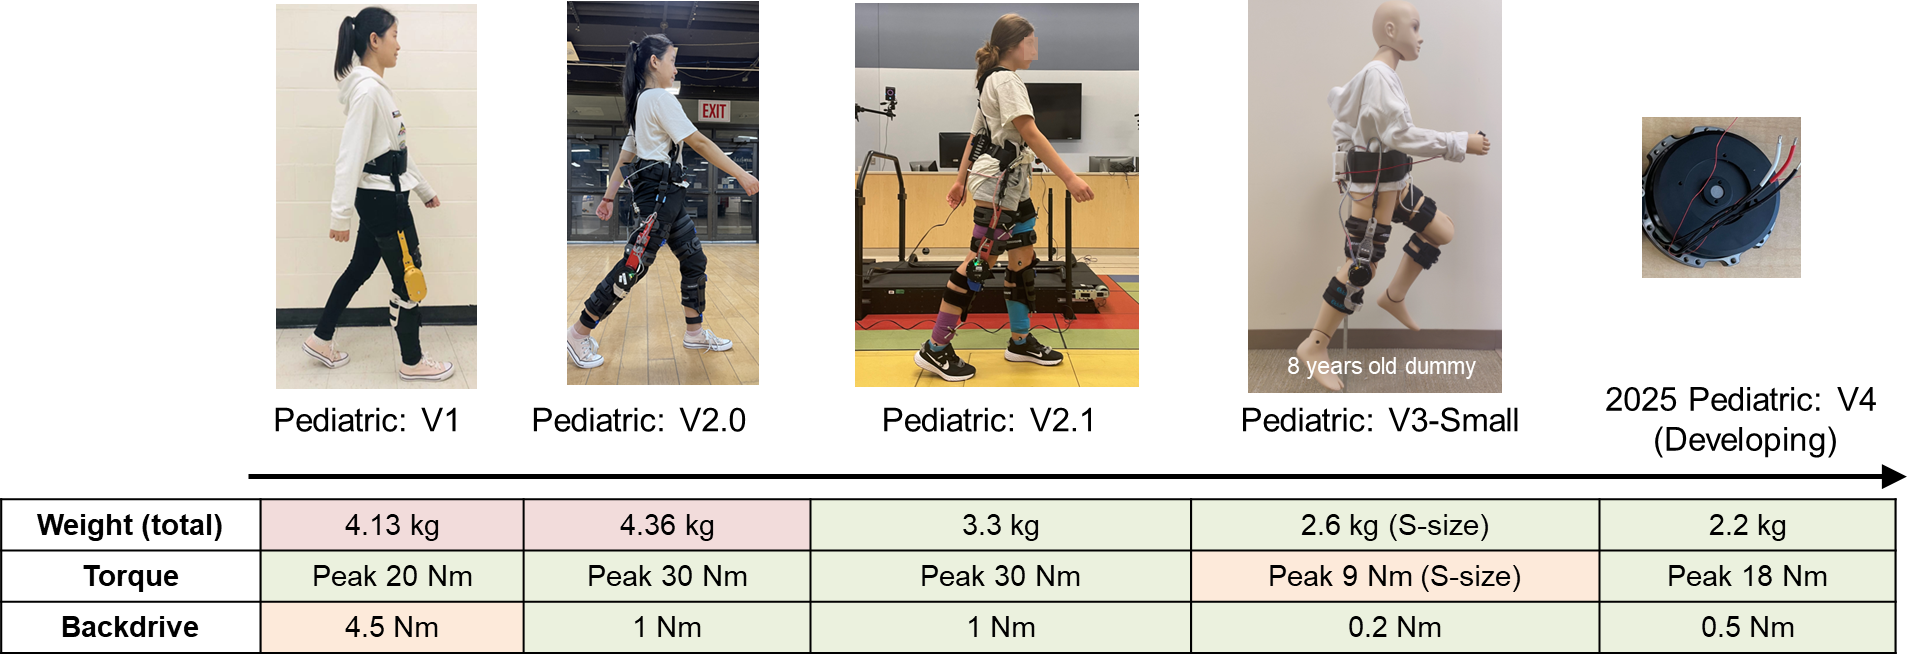 EXIT
8 years old dummy
Pediatric: V1
Pediatric: V2.0
Pediatric: V2.1
Pediatric: V3-Small
2025 Pediatric: V4
(Developing)
Weight (total) 4.13 kg 4.36 kg 3.3 kg 2.6 kg (S-size) 2.2 kg
Torque Peak 20 Nm Peak 30 Nm Peak 30 Nm Peak 9 Nm (S-size) Peak 18 Nm
Backdrive 4.5 Nm 1 Nm 1 Nm 0.2 Nm 0.5 Nm